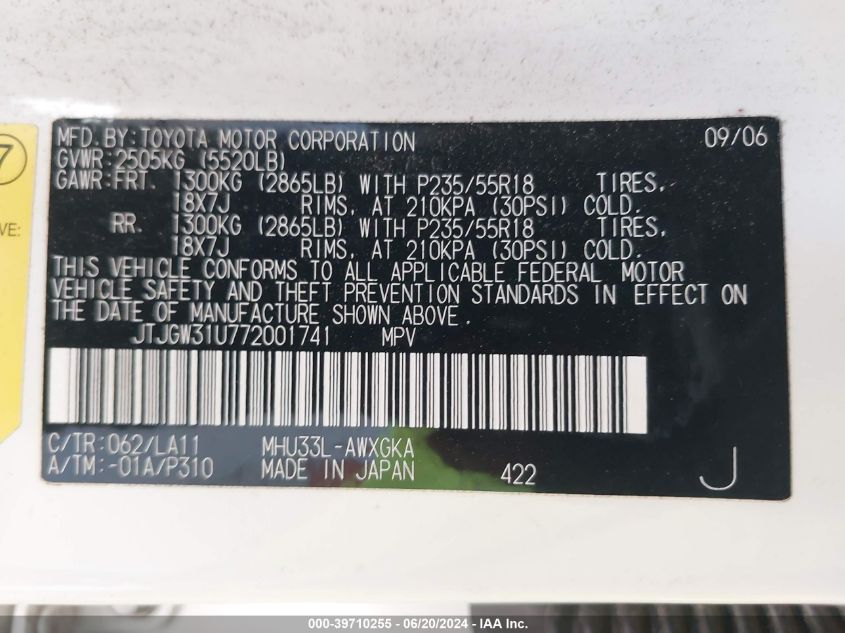 MFD. BY: TOYOTA MOTOR CORPORATION 09/06
GVWR: 2505KG (5520LB)
GAWR: FRT. 1300KG (2865LB) WITH P235/55R18 TIRES,
18X7J RIMS, AT 210KPA (30PSI) COLD.
RR. 1300KG (2865LB) WITH P235/55R18 TIRES,
18X7J RIMS, AT 210KPA (30PSI) COLD.
THIS VEHICLE CONFORMS TO ALL APPLICABLE FEDERAL MOTOR
VEHICLE SAFETY AND THEFT PREVENTION STANDARDS IN EFFECT ON
THE DATE OF MANUFACTURE SHOWN ABOVE.
JTJGW31U772001741 MPV
C/TR: 062/LA11 MHU33L-AWXGKA
A/TM: -01A/P310 MADE IN JAPAN 422 J
7
VE:
000-39710255 - 06/20/2024 - IAA Inc.